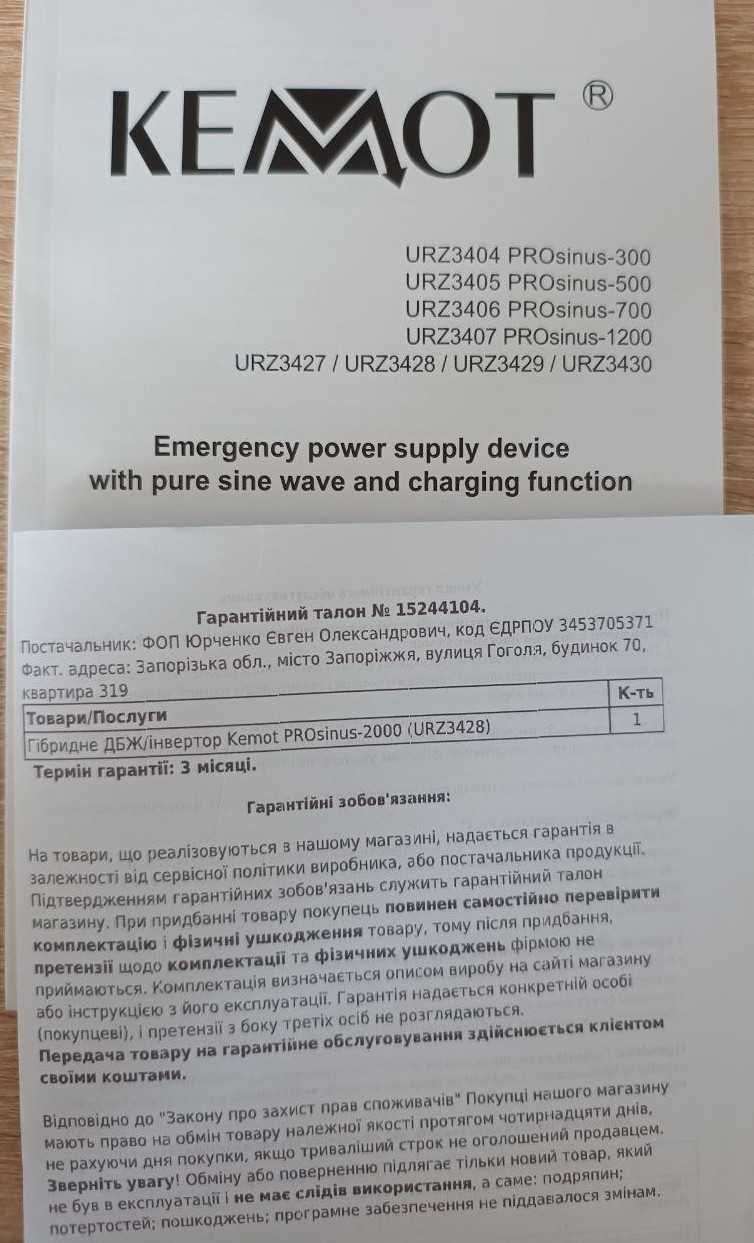 KEMOT ®
URZ3404 PROsinus-300
URZ3405 PROsinus-500
URZ3406 PROsinus-700
URZ3407 PROsinus-1200
URZ3427 / URZ3428 / URZ3429 / URZ3430
Emergency power supply device
with pure sine wave and charging function
Гарантійний талон № 15244104.
Постачальник: ФОП Юрченко Євген Олександрович, код ЄДРПОУ 3453705371
Факт. адреса: Запорізька обл., місто Запоріжжя, вулиця Гоголя, будинок 70,
квартира 319
Товари/Послуги К-ть
Гібридне ДБЖ/інвертор Kemot PROsinus-2000 (URZ3428) 1
Термін гарантії: 3 місяці.
Гарантійні зобов'язання:
На товари, що реалізовуються в нашому магазині, надається гарантія в
залежності від сервісної політики виробника, або постачальника продукції.
Підтвердженням гарантійних зобов'язань служить гарантійний талон
магазину. При придбанні товару покупець повинен самостійно перевірити
комплектацію і фізичні ушкодження товару, тому після придбання,
претензії щодо комплектації та фізичних ушкоджень фірмою не
приймаються. Комплектація визначається описом виробу на сайті магазину
або інструкцією з його експлуатації. Гарантія надається конкретній особі
(покупцеві), і претензії з боку третіх осіб не розглядаються.
Передача товару на гарантійне обслуговування здійснюється клієнтом
своїми коштами.
Відповідно до "Закону про захист прав споживачів" Покупці нашого магазину
мають право на обмін товару належної якості протягом чотирнадцяти днів,
не рахуючи дня покупки, якщо триваліший строк не оголошений продавцем.
Зверніть увагу! Обміну або поверненню підлягає тільки новий товар, який
не був в експлуатації і не має слідів використання, а саме: подряпин;
потертостей; пошкоджень; програмне забезпечення не піддавалося змінам.